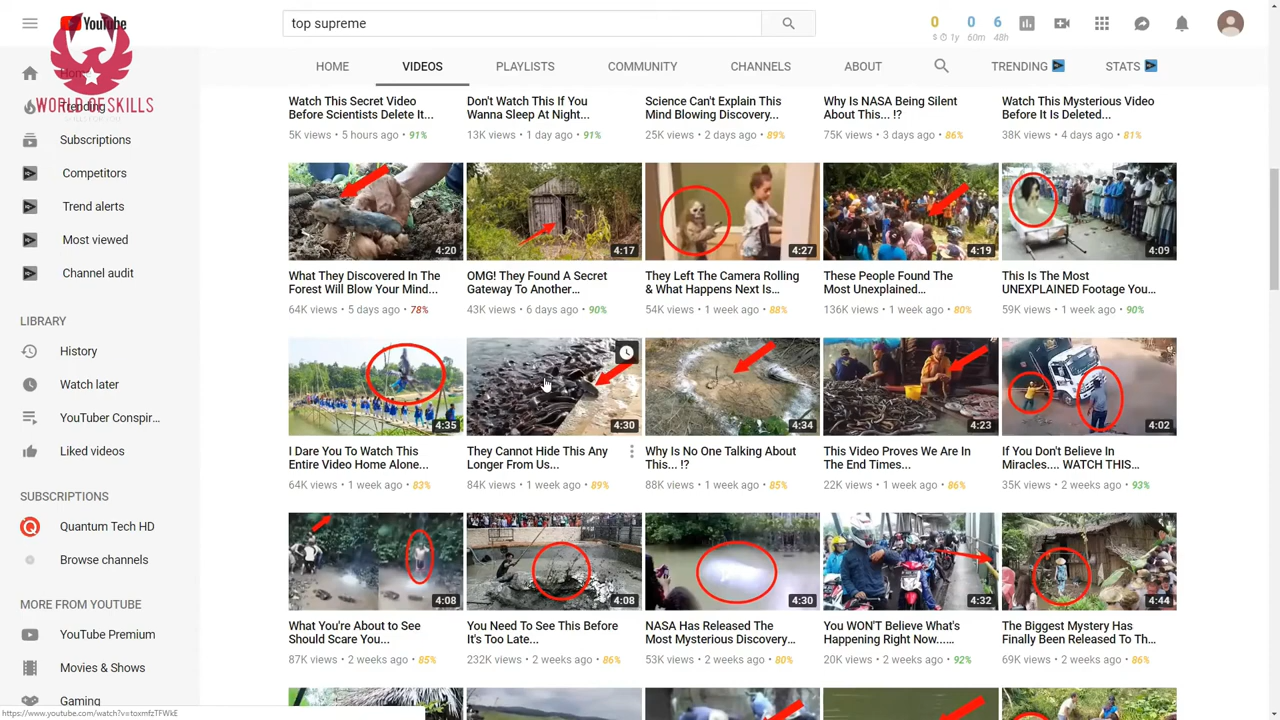 YouTube
top supreme
0 0 6
$ 1y 60m 48h
WORLD OF SKILLS
Trending
Subscriptions
Competitors
Trend alerts
Most viewed
Channel audit
LIBRARY
History
Watch later
YouTuber Conspir...
Liked videos
SUBSCRIPTIONS
Quantum Tech HD
Browse channels
MORE FROM YOUTUBE
YouTube Premium
Movies & Shows
Gaming
https://www.youtube.com/watch?v=toxmfzTFWkE
HOME VIDEOS PLAYLISTS COMMUNITY CHANNELS ABOUT TRENDING STATS
Watch This Secret Video
Before Scientists Delete It...
5K views • 5 hours ago • 91%
Don't Watch This If You
Wanna Sleep At Night...
13K views • 1 day ago • 91%
Science Can't Explain This
Mind Blowing Discovery...
25K views • 2 days ago • 89%
Why Is NASA Being Silent
About This... !?
75K views • 3 days ago • 86%
Watch This Mysterious Video
Before It Is Deleted...
38K views • 4 days ago • 81%
4:20
What They Discovered In The
Forest Will Blow Your Mind...
64K views • 5 days ago • 78%
4:17
OMG! They Found A Secret
Gateway To Another...
43K views • 6 days ago • 90%
4:27
They Left The Camera Rolling
& What Happens Next Is...
54K views • 1 week ago • 88%
4:19
These People Found The
Most Unexplained...
136K views • 1 week ago • 80%
4:09
This Is The Most
UNEXPLAINED Footage You...
59K views • 1 week ago • 90%
4:35
I Dare You To Watch This
Entire Video Home Alone...
64K views • 1 week ago • 83%
4:30
They Cannot Hide This Any
Longer From Us...
84K views • 1 week ago • 89%
4:34
Why Is No One Talking About
This... !?
88K views • 1 week ago • 85%
4:23
This Video Proves We Are In
The End Times...
22K views • 1 week ago • 86%
4:02
If You Don't Believe In
Miracles.... WATCH THIS...
35K views • 2 weeks ago • 93%
4:08
What You're About to See
Should Scare You...
87K views • 2 weeks ago • 85%
4:08
You Need To See This Before
It's Too Late...
232K views • 2 weeks ago • 86%
4:30
NASA Has Released The
Most Mysterious Discovery...
53K views • 2 weeks ago • 80%
4:32
You WON'T Believe What's
Happening Right Now......
20K views • 2 weeks ago • 92%
4:44
The Biggest Mystery Has
Finally Been Released To Th...
69K views • 2 weeks ago • 86%